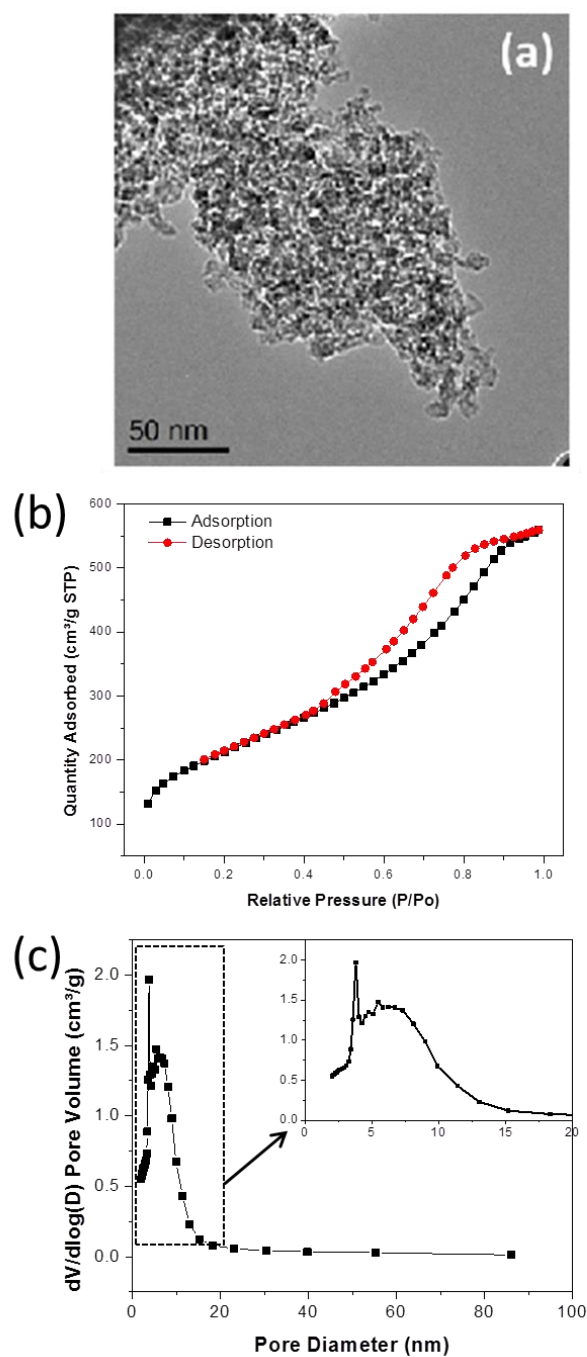 (a)
50 nm
(b)
600
500
400
300
200
100
Adsorption
Desorption
Quantity Adsorbed (cm³/g STP)
0.0 0.2 0.4 0.6 0.8 1.0
Relative Pressure (P/Po)
(c)
2.0
1.5
1.0
0.5
0.0
dV/dlog(D) Pore Volume (cm³/g)
2.0
1.5
1.0
0.5
0.0
0 5 10 15 20
0 20 40 60 80 100
Pore Diameter (nm)